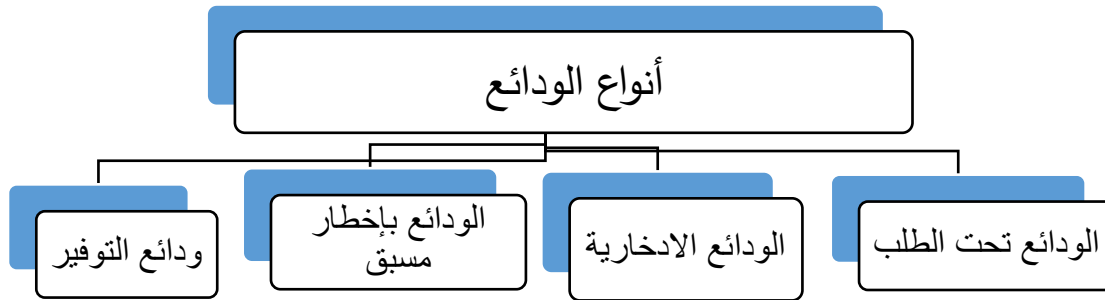 أنواع الودائع
الودائع تحت الطلب
الودائع الادخارية
الودائع بإخطار
مسبق
ودائع التوفير